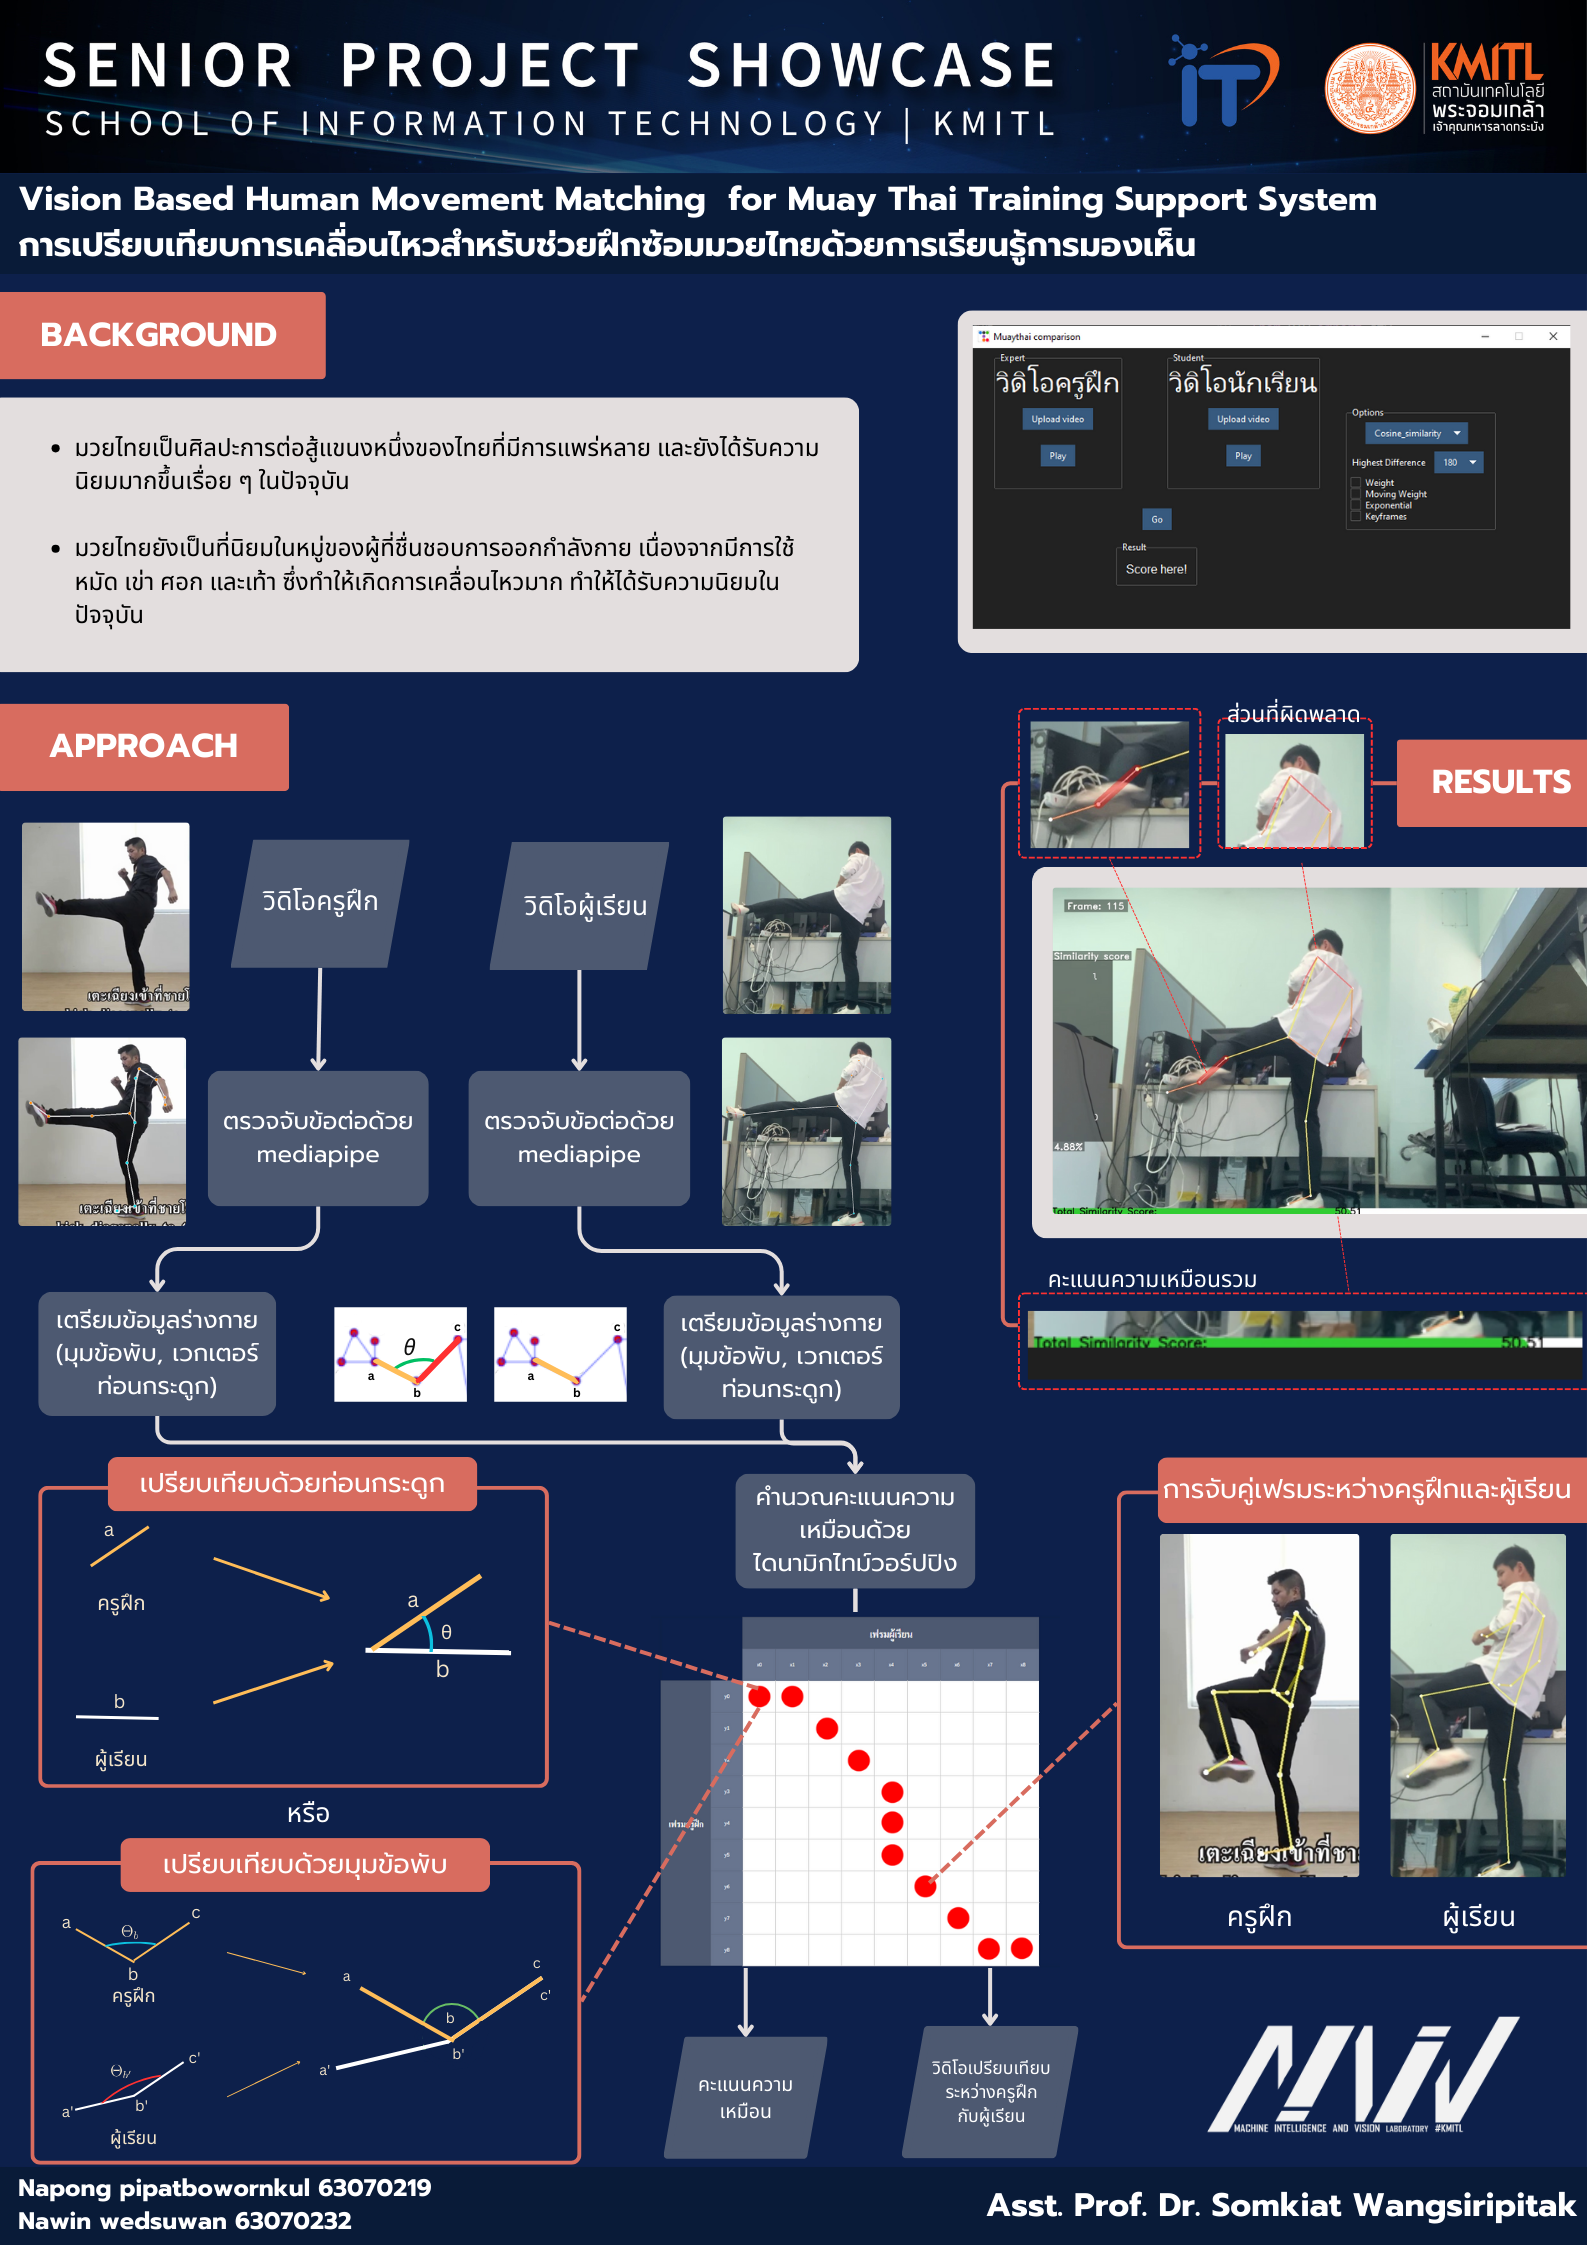 SENIOR PROJECT SHOWCASE
SCHOOL OF INFORMATION TECHNOLOGY | KMITL
iT
KMITL
สถาบันเทคโนโลยี
พระจอมเกล้า
เจ้าคุณทหารลาดกระบัง
Vision Based Human Movement Matching for Muay Thai Training Support System
การเปรียบเทียบการเคลื่อนไหวสำหรับช่วยฝึกซ้อมมวยไทยด้วยการเรียนรู้การมองเห็น
BACKGROUND
• มวยไทยเป็นศิลปะการต่อสู้แขนงหนึ่งของไทยที่มีการแพร่หลาย และยังได้รับความ
นิยมมากขึ้นเรื่อย ๆ ในปัจจุบัน
• มวยไทยยังเป็นที่นิยมในหมู่ของผู้ที่ชื่นชอบการออกกำลังกาย เนื่องจากมีการใช้
หมัด เข่า ศอก และเท้า ซึ่งทำให้เกิดการเคลื่อนไหวมาก ทำให้ได้รับความนิยมใน
ปัจจุบัน
Muaythai comparison
Expert
วิดิโอครูฝึก
Upload video
Play
Student
วิดิโอนักเรียน
Upload video
Play
Options
Cosine_similarity
Highest Difference 180
Weight
Moving Weight
Exponential
Keyframes
Go
Result
Score here!
APPROACH
วิดิโอครูฝึก
วิดิโอผู้เรียน
เตะเฉียงเข้าที่ชายโ
ตรวจจับข้อต่อด้วย
mediapipe
ตรวจจับข้อต่อด้วย
mediapipe
เตะเฉียงเข้าที่ชายโ
เตรียมข้อมูลร่างกาย
(มุมข้อพับ, เวกเตอร์
ท่อนกระดูก)
θ
a
b
c
a
b
c
เตรียมข้อมูลร่างกาย
(มุมข้อพับ, เวกเตอร์
ท่อนกระดูก)
RESULTS
ส่วนที่ผิดพลาด
Frame: 115
Similarity score
4.88%
Total Similarity Score:
50.51
คะแนนความเหมือนรวม
Total Similarity Score:
50.51
เปรียบเทียบด้วยท่อนกระดูก
a
ครูฝึก
b
ผู้เรียน
a
θ
b
หรือ
เปรียบเทียบด้วยมุมข้อพับ
a
Θb
c
b
ครูฝึก
a'
Θb'
c'
b'
ผู้เรียน
a
b
c
c'
a'
b'
คำนวณคะแนนความ
เหมือนด้วย
ไดนามิกไทม์วอร์ปปิง
เฟรมผู้เรียน
x0 x1 x2 x3 x4 x5 x6 x7 x8
เฟรมครูฝึก
y0
y1
y3
y4
y5
y6
y7
y8
คะแนนความ
เหมือน
วิดิโอเปรียบเทียบ
ระหว่างครูฝึก
กับผู้เรียน
การจับคู่เฟรมระหว่างครูฝึกและผู้เรียน
เตะเฉียงเข้าที่ชา
ครูฝึก
ผู้เรียน
MIV
MACHINE INTELLIGENCE AND VISION LABORATORY #KMITL
Napong pipatbowornkul 63070219
Nawin wedsuwan 63070232
Asst. Prof. Dr. Somkiat Wangsiripitak